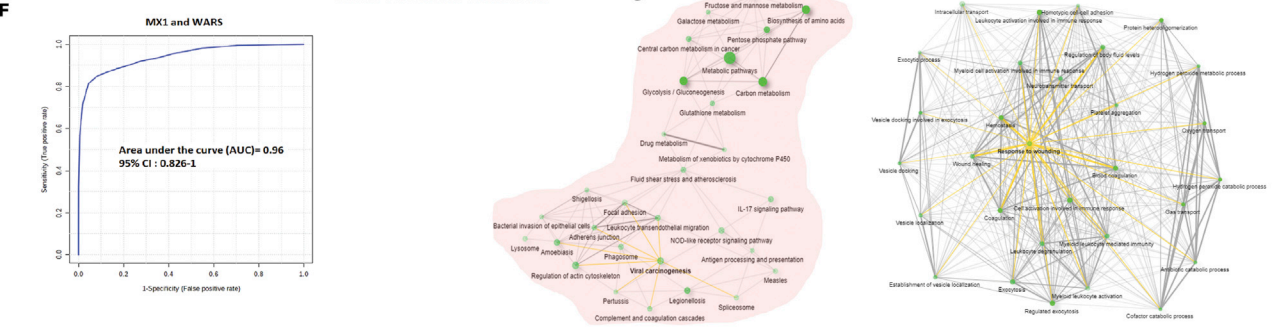 F
MX1 and WARS
1.0
0.8
0.6
0.4
0.2
0.0
Sensitivity (True positive rate)
Area under the curve (AUC)= 0.96
95% CI : 0.826-1
0.0
0.2
0.4
0.6
0.8
1.0
1-Specificity (False positive rate)
Fructose and mannose metabolism
Galactose metabolism
Biosynthesis of amino acids
Pentose phosphate pathway
Central carbon metabolism in cancer
Metabolic pathways
Glycolysis / Gluconeogenesis
Carbon metabolism
Glutathione metabolism
Drug metabolism
Metabolism of xenobiotics by cytochrome P450
Fluid shear stress and atherosclerosis
Shigellosis
IL-17 signaling pathway
Focal adhesion
Bacterial invasion of epithelial cells
Leukocyte transendothelial migration
Adherens junction
NOD-like receptor signaling pathway
Lysosome
Amoebiasis
Phagosome
Antigen processing and presentation
Regulation of actin cytoskeleton
Viral carcinogenesis
Measles
Pertussis
Legionellosis
Spliceosome
Complement and coagulation cascades
Intracellular transport
Homotypic cell-cell adhesion
Leukocyte activation involved in immune response
Protein heterooligomerization
Regulation of body fluid levels
Exocytic process
Myeloid cell activation involved in immune response
Hydrogen peroxide metabolic process
Neurotransmitter transport
Platelet aggregation
Vesicle docking involved in exocytosis
Hemostasis
Oxygen transport
Response to wounding
Wound healing
Vesicle docking
Blood coagulation
Hydrogen peroxide catabolic process
Coagulation
Cell activation involved in immune response
Gas transport
Vesicle localization
Leukocyte degranulation
Myeloid leukocyte mediated immunity
Antibiotic catabolic process
Establishment of vesicle localization
Exocytosis
Myeloid leukocyte activation
Regulated exocytosis
Cofactor catabolic process